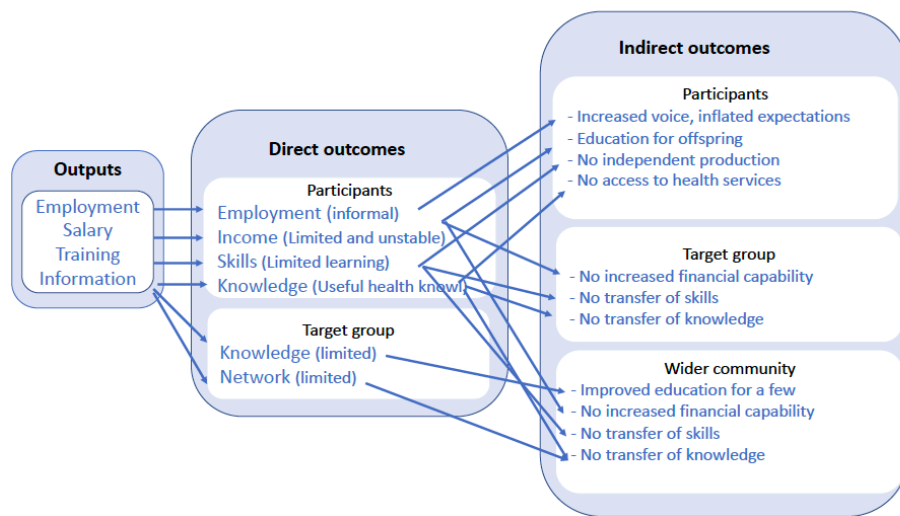 Outputs
Employment
Salary
Training
Information
Direct outcomes
Participants
Employment (informal)
Income (Limited and unstable)
Skills (Limited learning)
Knowledge (Useful health knowl)
Target group
Knowledge (limited)
Network (limited)
Indirect outcomes
Participants
- Increased voice, inflated expectations
- Education for offspring
- No independent production
- No access to health services
Target group
- No increased financial capability
- No transfer of skills
- No transfer of knowledge
Wider community
- Improved education for a few
- No increased financial capability
- No transfer of skills
- No transfer of knowledge